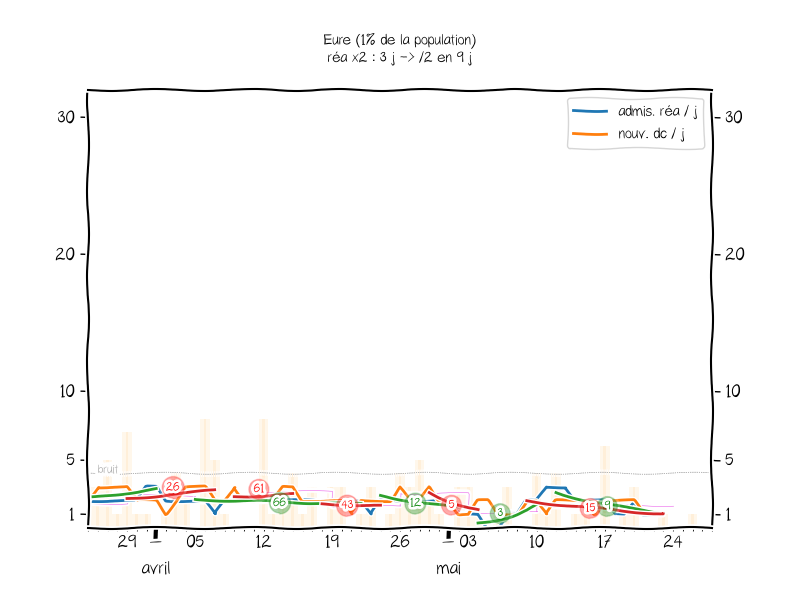 Eure (1% de la population)
réa x2 : 3 j -> /2 en 9 j
admis. réa / j
nouv. dc / j
30 30
20 20
10 10
5 5
1 1
bruit
26 61 66 43 12 5 3 15 9
29 05 12 19 26 03 10 17 24
avril mai